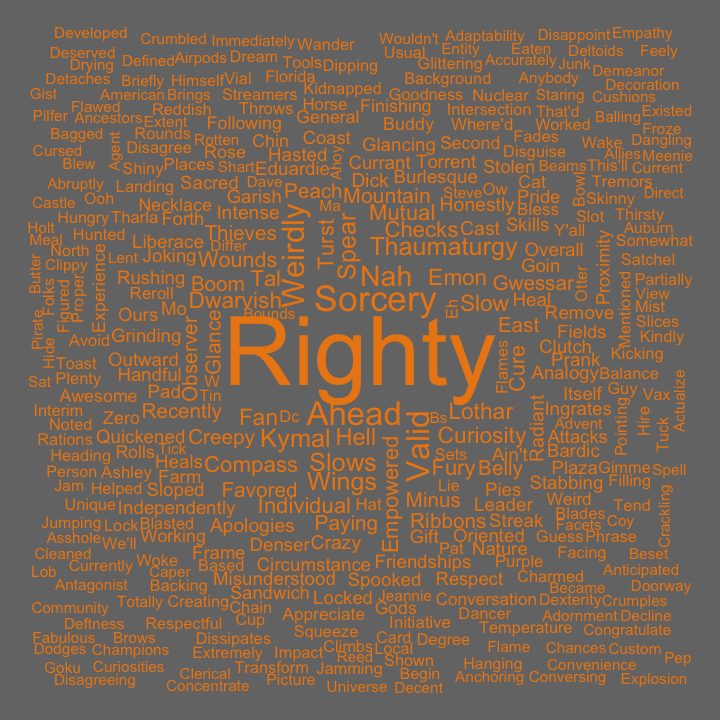 Developed Crumbled Immediately Wander Wouldn't Adaptability Disappoint Empathy
Deserved Defined Airpods Dream Tools Usual Entity Eaten Deltoids Feely
Drying Florida Dipping Glittering Accurately Junk
Detaches Briefly Himself Vial Kidnapped Background Anybody Demeanor
Gist American Brings Streamers Goodness Nuclear Staring Decoration
Flawed Reddish Throws Horse Finishing Intersection That'd Cushions Existed
Pilfer Ancestors Extent Following General Buddy Where'd Worked Balling Froze
Bagged Agent Rounds Rotten Chin Coast Glancing Second Fades Wake Dangling
Cursed Disagree Rose Hasted Currant Torrent Disguise Allies Meenie
Blew Shiny Places Shart Eduardie Ahoy Stolen Beams This'll Current
Abruptly Landing Sacred Dave Peach Dick Burlesque Cat Bowl Tremors
Castle Ooh Necklace Garish Mountain Steve Ow Pride Skinny Direct
Hungry Tharla Forth Intense Ma Mutual Honestly Bless Slot Thirsty
Holt Hunted Liberace Thieves Turst Spear Checks Cast Skills Y'all Auburn
Meal North Differ Weirdly Thaumaturgy Overall Proximity Somewhat
Clippy Experience Lent Joking Wounds Goin Satchel
Butter Folks Proper Rushing Boom Tal Nah Emon Gwessar Otter Mentioned Partially
Figured Reroll Dwarvish Sorcery Slow Heal Remove View
Pirate Avoid Ours Mo Bounds Eh East Fields Mist
Hide Grinding Observer Glance Righty Flames Cure Clutch Slices
Toast Outward W Prank Kicking Kindly
Sat Plenty Handful Pad Tin Analogy Balance
Awesome Recently Fan Dc Ahead Bs Lothar Itself Guy Vax Actualize
Interim Zero Valid Radiant Ingrates Pointing Hire
Noted Quickened Creepy Kymal Hell Curiosity Advent Attacks Tuck
Rations Rolls Tick Sets Ain't Bardic
Heading Heals Compass Slows Empowered Fury Belly Plaza Gimme Spell
Person Ashley Farm Wings Lie Stabbing Filling
Jam Helped Sloped Favored Minus Pies Weird
Unique Independently Individual Hat Leader Blades Tend Crackling
Jumping Lock Blasted Apologies Paying Ribbons Streak Facets Coy
Asshole We'll Working Gift Oriented Guess Phrase
Cleaned Woke Frame Denser Crazy Pat Nature Facing Beset
Currently Based Circumstance Friendships Purple Anticipated
Lob Caper Misunderstood Spooked Respect Charmed Doorway
Antagonist Backing Sandwich Locked Jeannie Became
Totally Creating Chain Gods Conversation Dexterity Crumples
Community Appreciate Dancer Adornment Decline
Deftness Respectful Cup Squeeze Initiative Temperature Congratulate
Fabulous Brows Dissipates Card Degree
Dodges Champions Extremely Impact Climbs Local Flame Chances Custom
Goku Curiosities Transform Reed Shown Hanging Convenience Pep
Disagreeing Clerical Picture Jamming Begin Anchoring Conversing Explosion
Concentrate Universe Decent